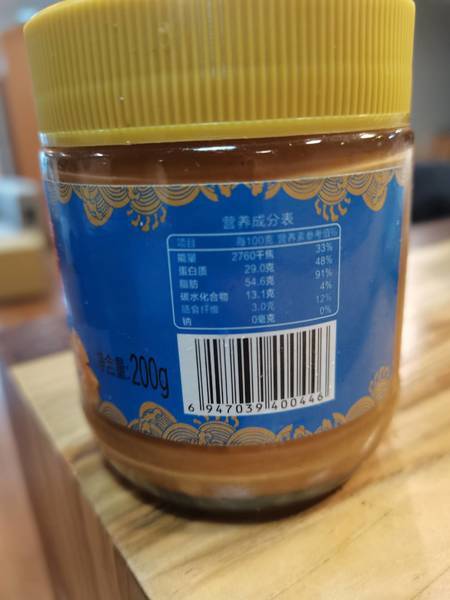 营养成分表
项目 每100克 营养素参考值%
能量 2760千焦 33%
蛋白质 29.0克 48%
脂肪 54.6克 91%
碳水化合物 13.1克 4%
膳食纤维 3.0克 12%
钠 0毫克 0%
净含量:200g
6 947039 400446